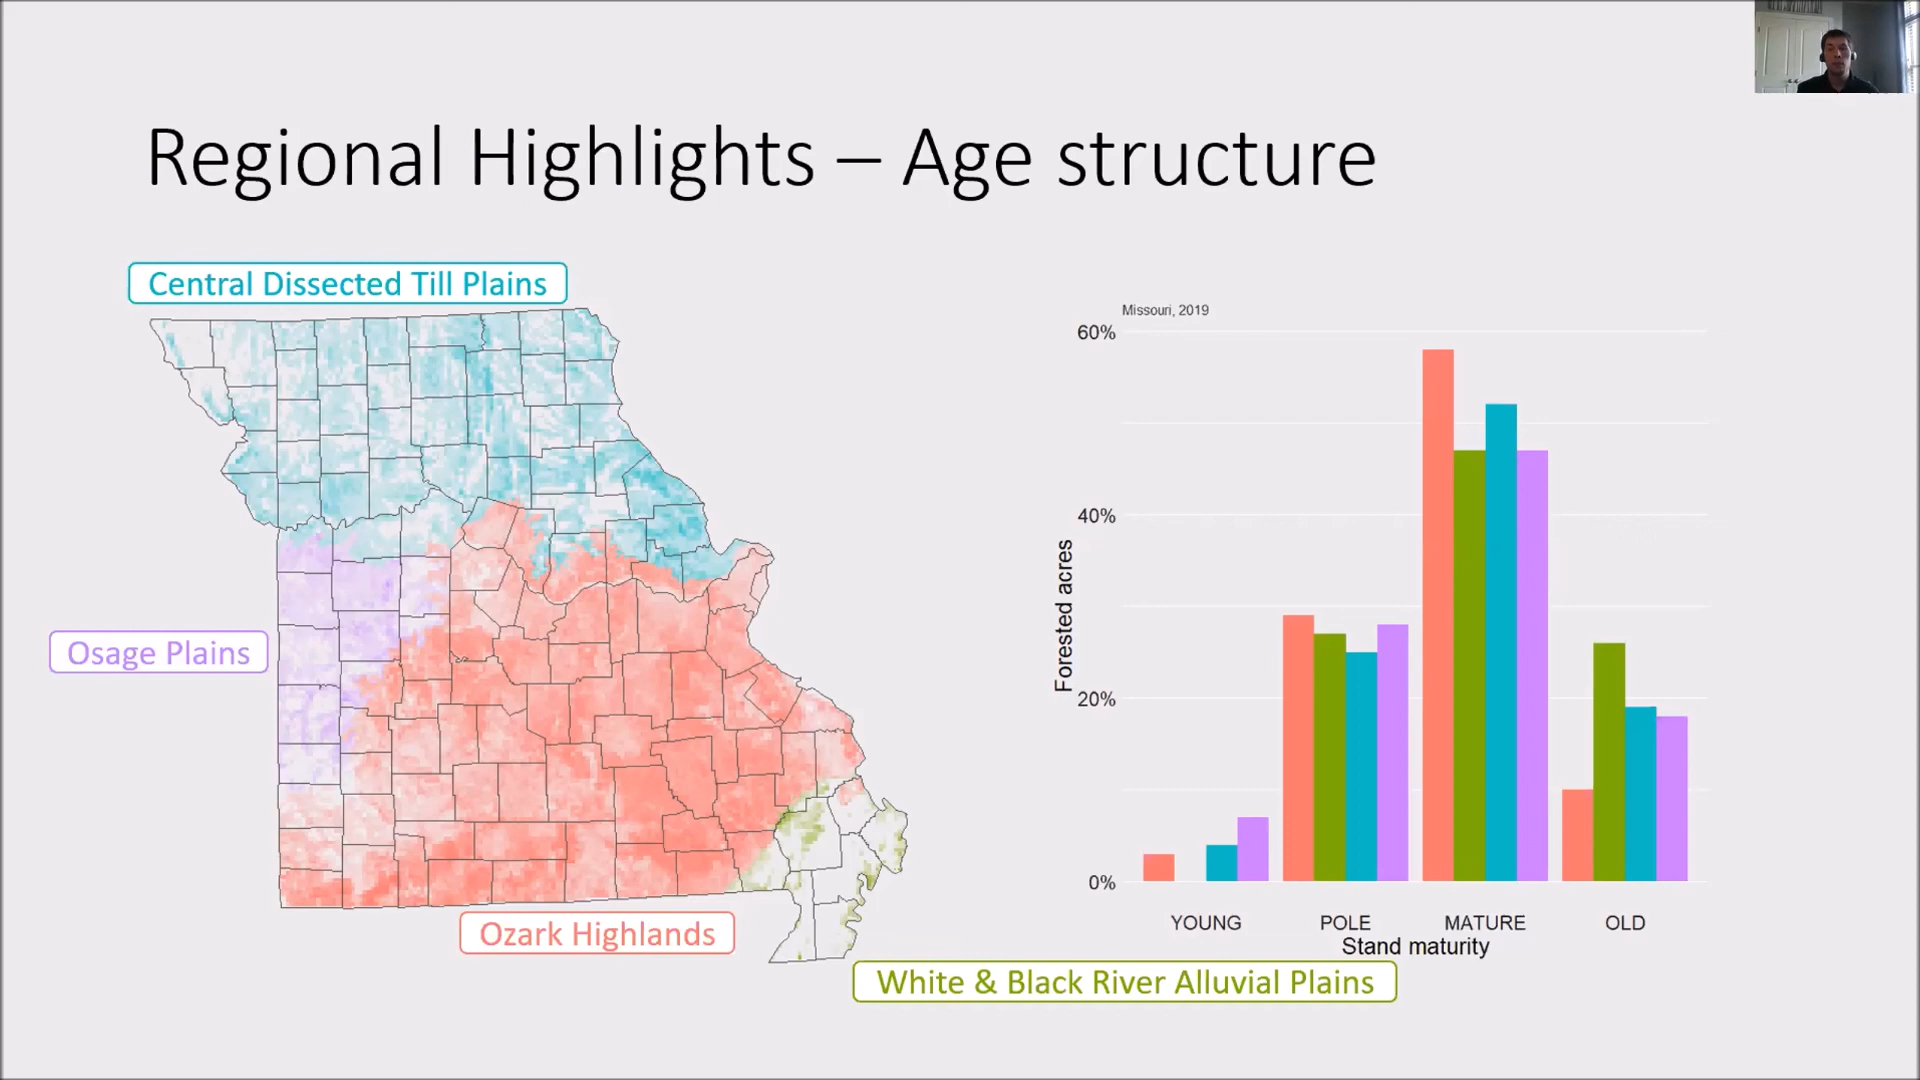 Regional Highlights – Age structure
Central Dissected Till Plains
Osage Plains
Ozark Highlands
White & Black River Alluvial Plains
Missouri, 2019
60%
40%
20%
0%
Forested acres
YOUNG POLE MATURE OLD
Stand maturity